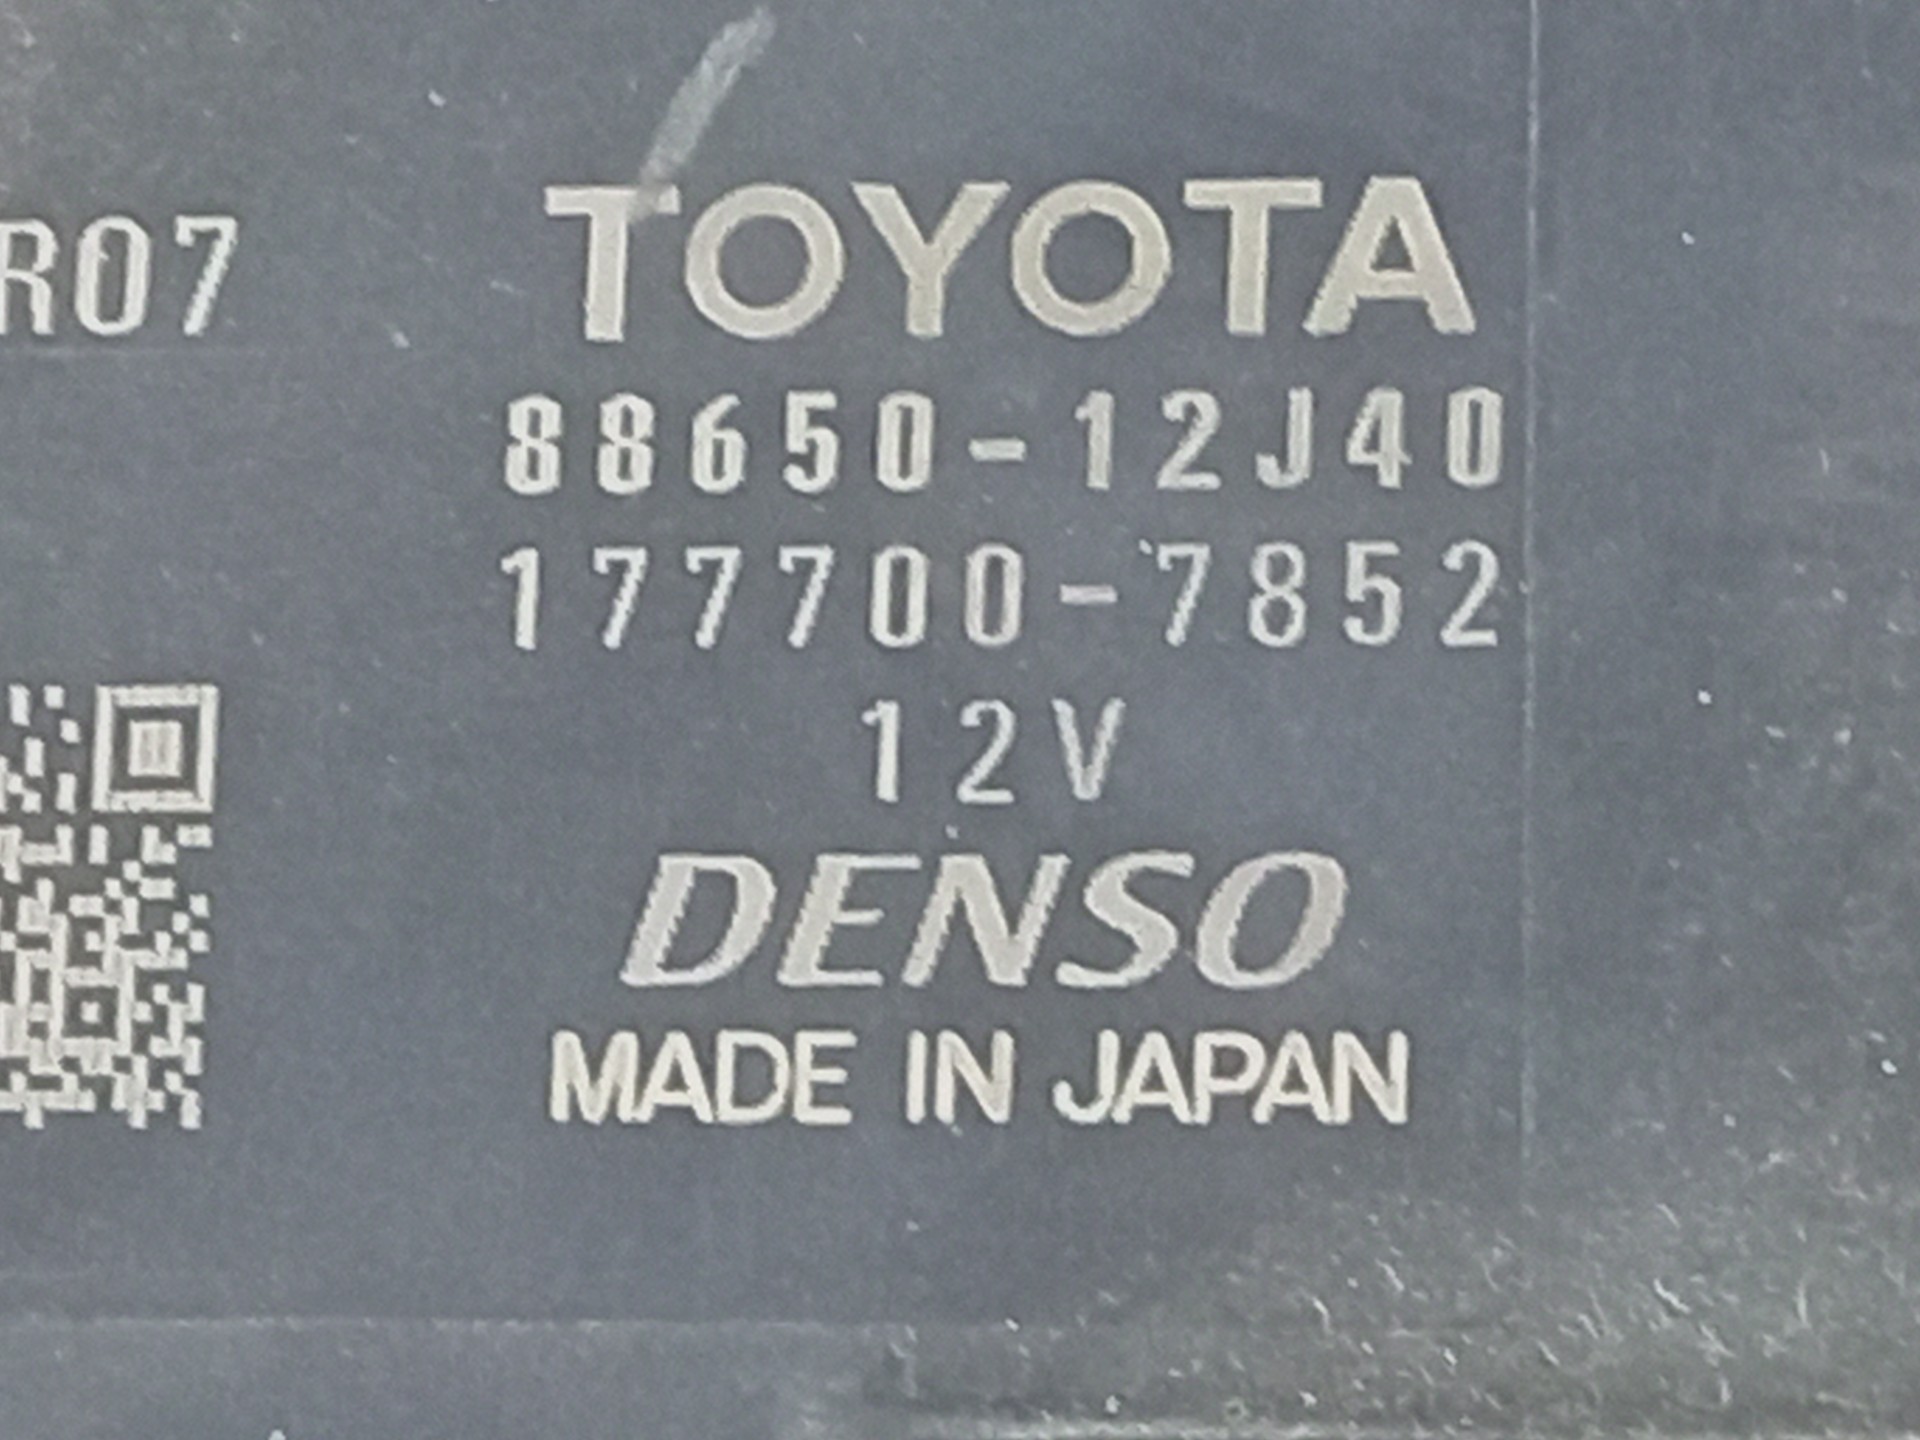 R07
TOYOTA
88650-12J40
177700-7852
12V
DENSO
MADE IN JAPAN